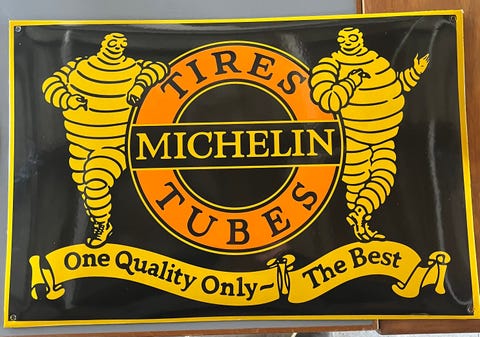 TIRES
MICHELIN
TUBES
One Quality Only~ The Best